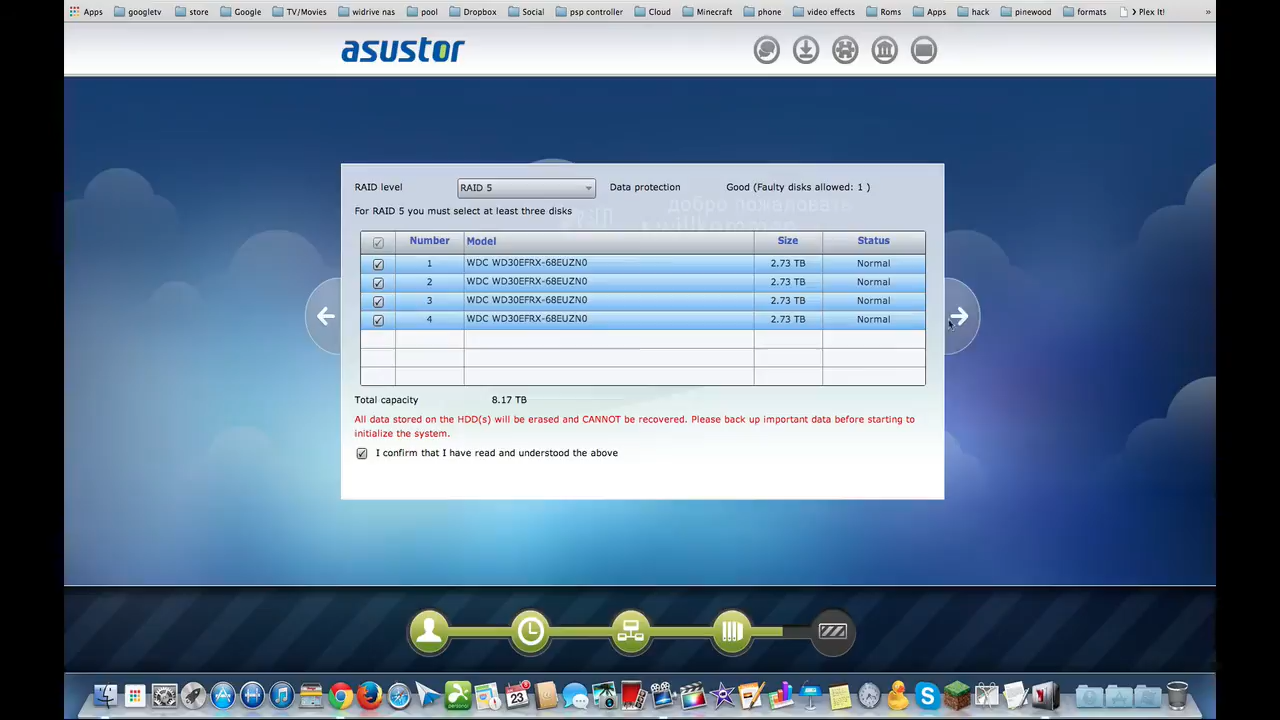 Apps googletv store Google TV/Movies widrive nas pool Dropbox Social psp controller Cloud Minecraft phone video effects Roms Apps hack pinewood formats Plex It! »
asustor
RAID level RAID 5 Data protection Good (Faulty disks allowed: 1 )
добро пожаловать
For RAID 5 you must select at least three disks
Number Model Size Status
1 WDC WD30EFRX-68EUZN0 2.73 TB Normal
2 WDC WD30EFRX-68EUZN0 2.73 TB Normal
3 WDC WD30EFRX-68EUZN0 2.73 TB Normal
4 WDC WD30EFRX-68EUZN0 2.73 TB Normal
Total capacity 8.17 TB
All data stored on the HDD(s) will be erased and CANNOT be recovered. Please back up important data before starting to
initialize the system.
I confirm that I have read and understood the above
23